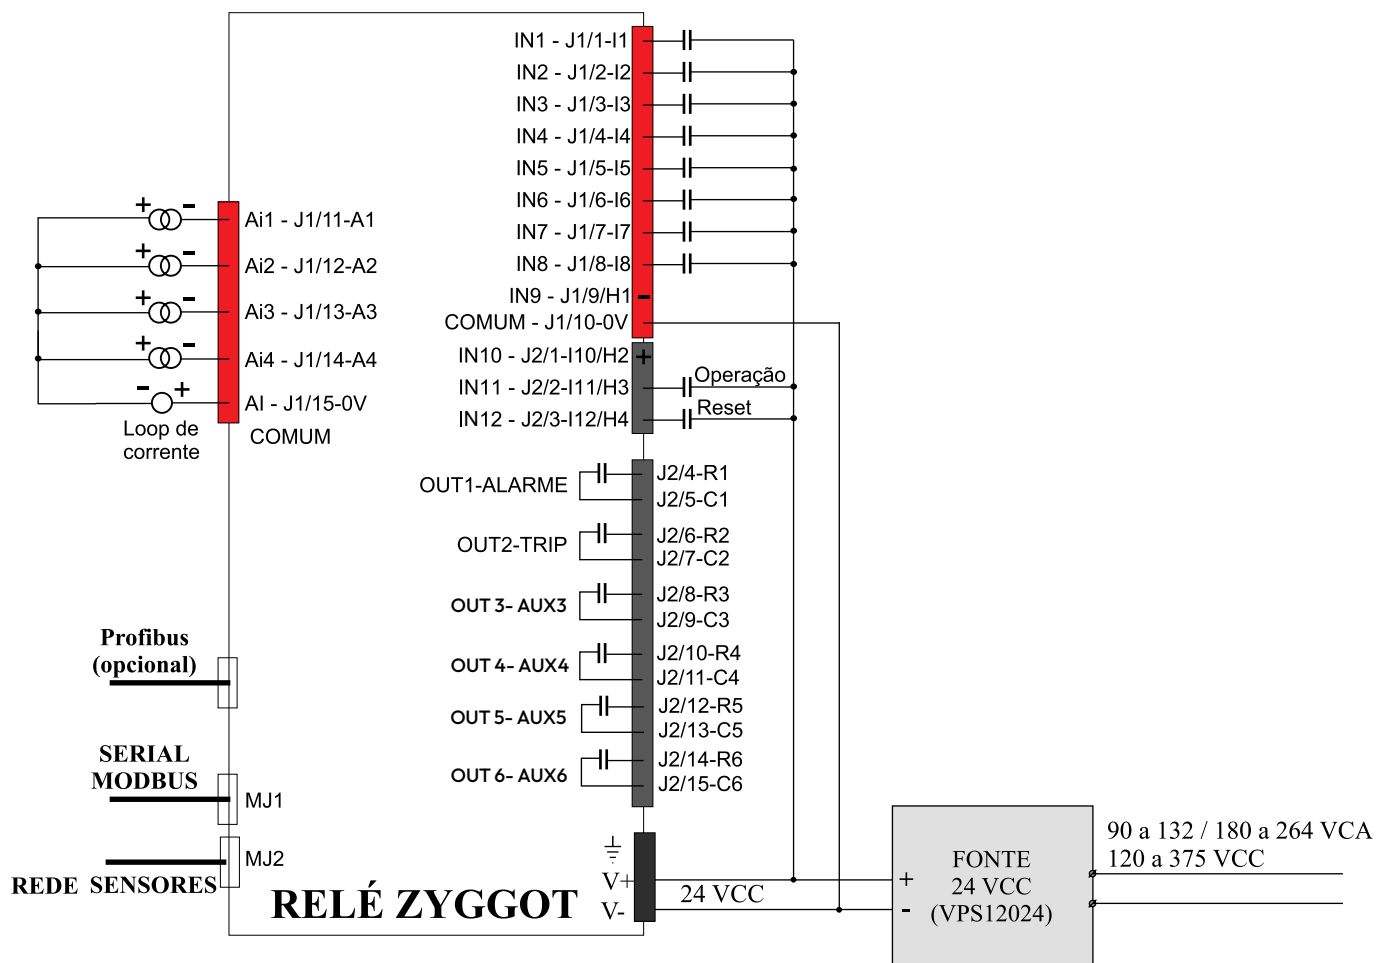 IN1 - J1/1-I1
IN2 - J1/2-I2
IN3 - J1/3-I3
IN4 - J1/4-I4
IN5 - J1/5-I5
IN6 - J1/6-I6
IN7 - J1/7-I7
IN8 - J1/8-I8
IN9 - J1/9/H1 -
COMUM - J1/10-0V
IN10 - J2/1-I10/H2 +
IN11 - J2/2-I11/H3
Operação
IN12 - J2/3-I12/H4
Reset
+ - Ai1 - J1/11-A1
+ - Ai2 - J1/12-A2
+ - Ai3 - J1/13-A3
+ - Ai4 - J1/14-A4
- + AI - J1/15-0V
COMUM
Loop de
corrente
OUT1-ALARME
J2/4-R1
J2/5-C1
OUT2-TRIP
J2/6-R2
J2/7-C2
OUT 3- AUX3
J2/8-R3
J2/9-C3
OUT 4- AUX4
J2/10-R4
J2/11-C4
OUT 5- AUX5
J2/12-R5
J2/13-C5
OUT 6- AUX6
J2/14-R6
J2/15-C6
Profibus
(opcional)
SERIAL
MODBUS
MJ1
MJ2
REDE SENSORES
RELÉ ZYGGOT
V+
V-
24 VCC
+
-
FONTE
24 VCC
(VPS12024)
90 a 132 / 180 a 264 VCA
120 a 375 VCC